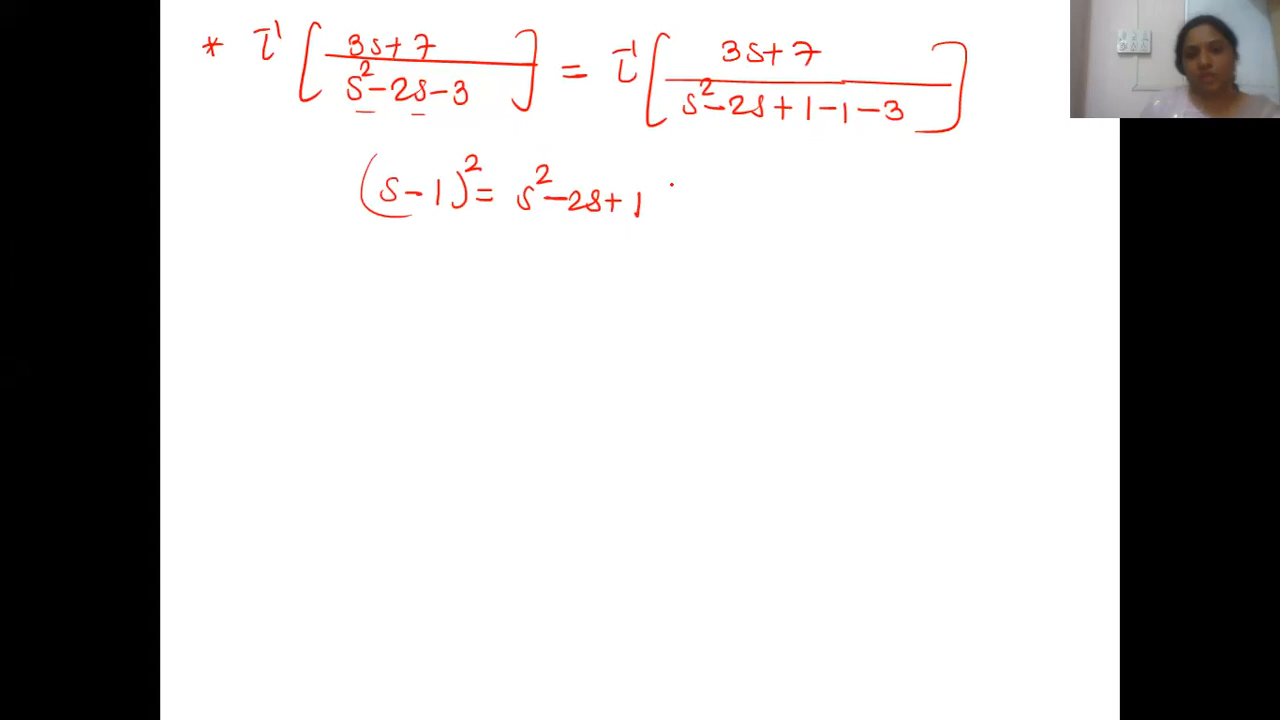 * L⁻¹ [ 3s+7 / s²-2s-3 ] = L⁻¹ [ 3s+7 / s²-2s+1-1-3 ]
(s-1)² = s²-2s+1